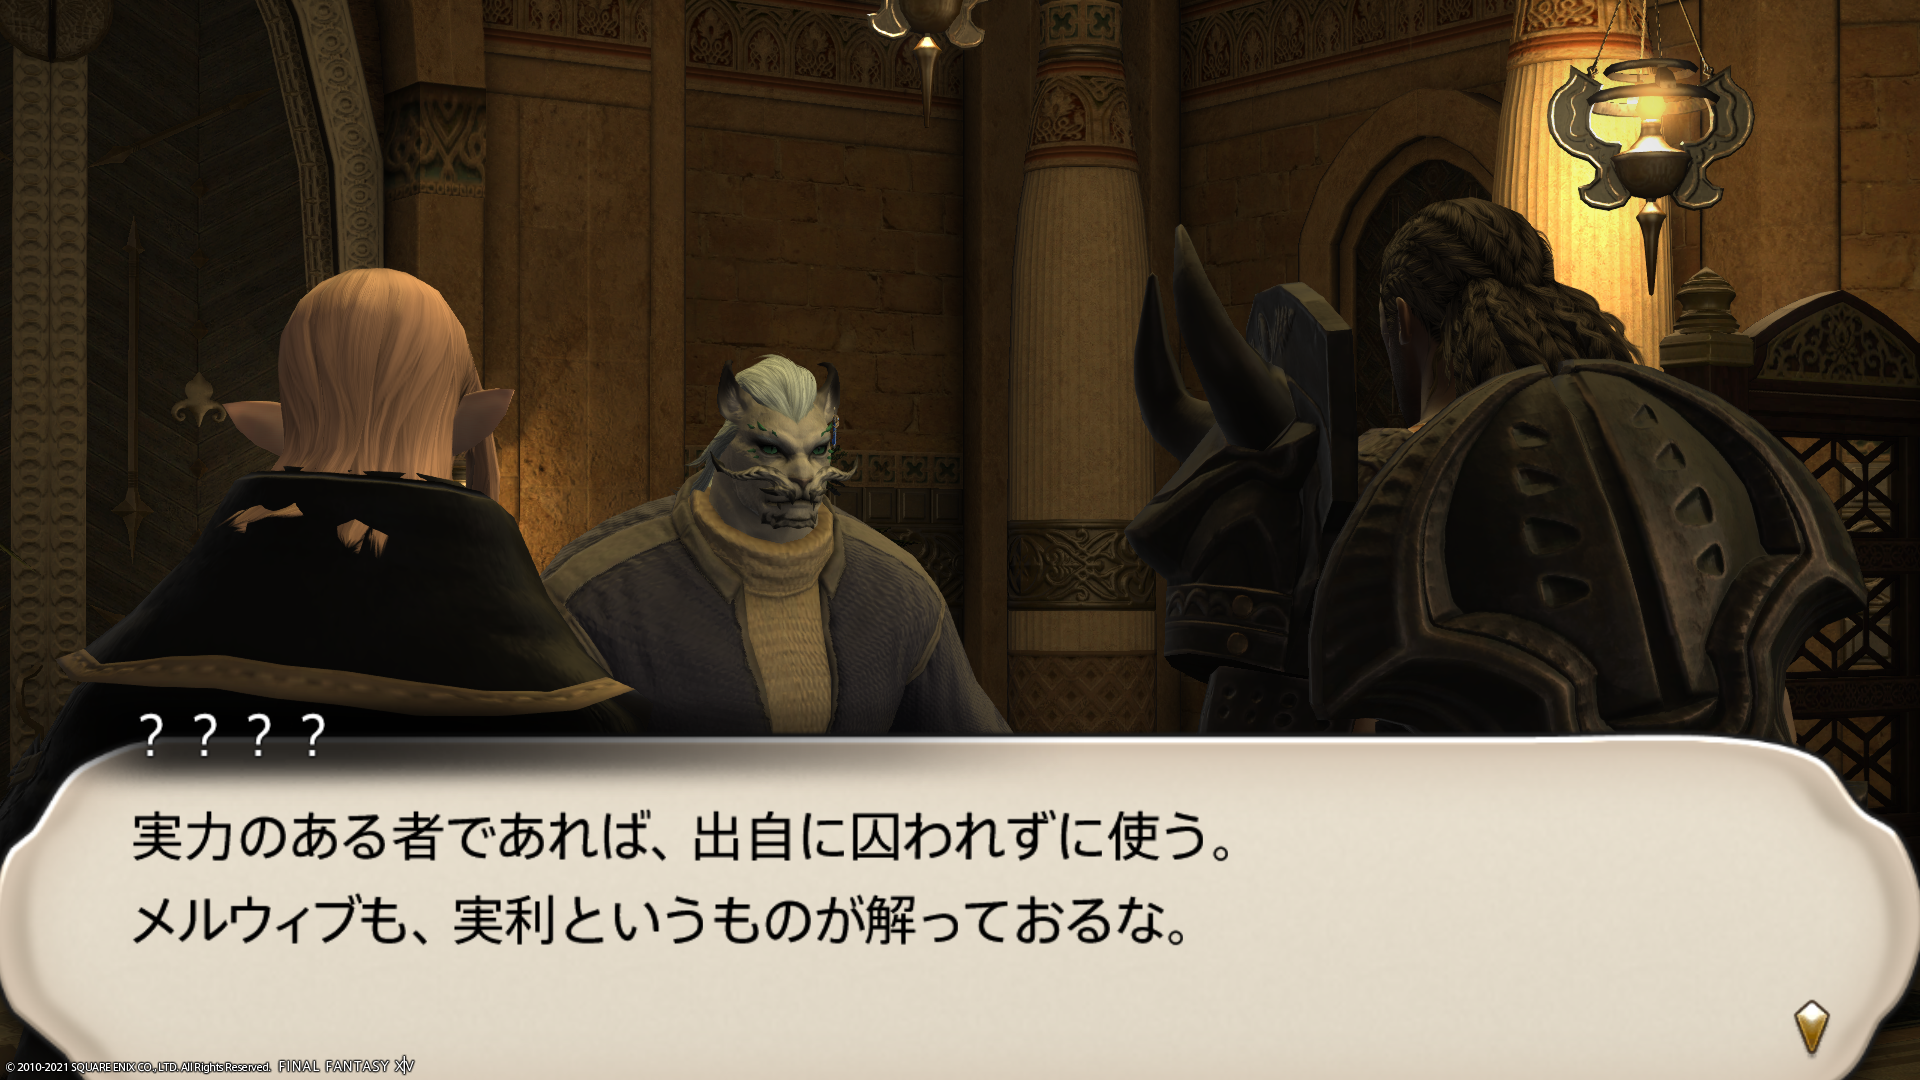 ？？？？
実力のある者であれば、出自に囚われずに使う。
メルウィブも、実利というものが解っておるな。
© 2010-2021 SQUARE ENIX CO., LTD. All Rights Reserved. FINAL FANTASY XIV